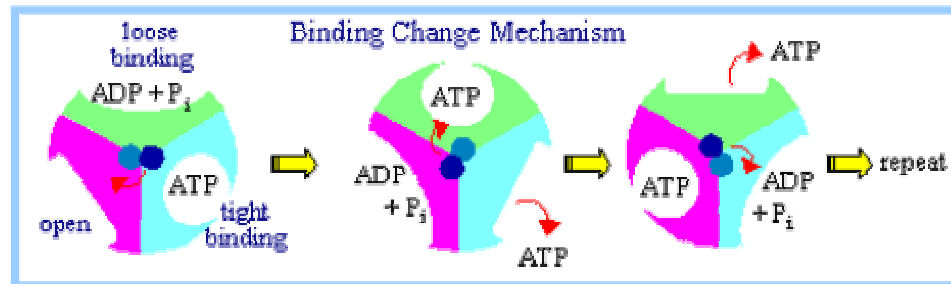 Binding Change Mechanism
loose
binding
ADP + Pi
ATP
open
tight
binding
ATP
ADP
+ Pi
ATP
ATP
ATP
ADP
+ Pi
repeat